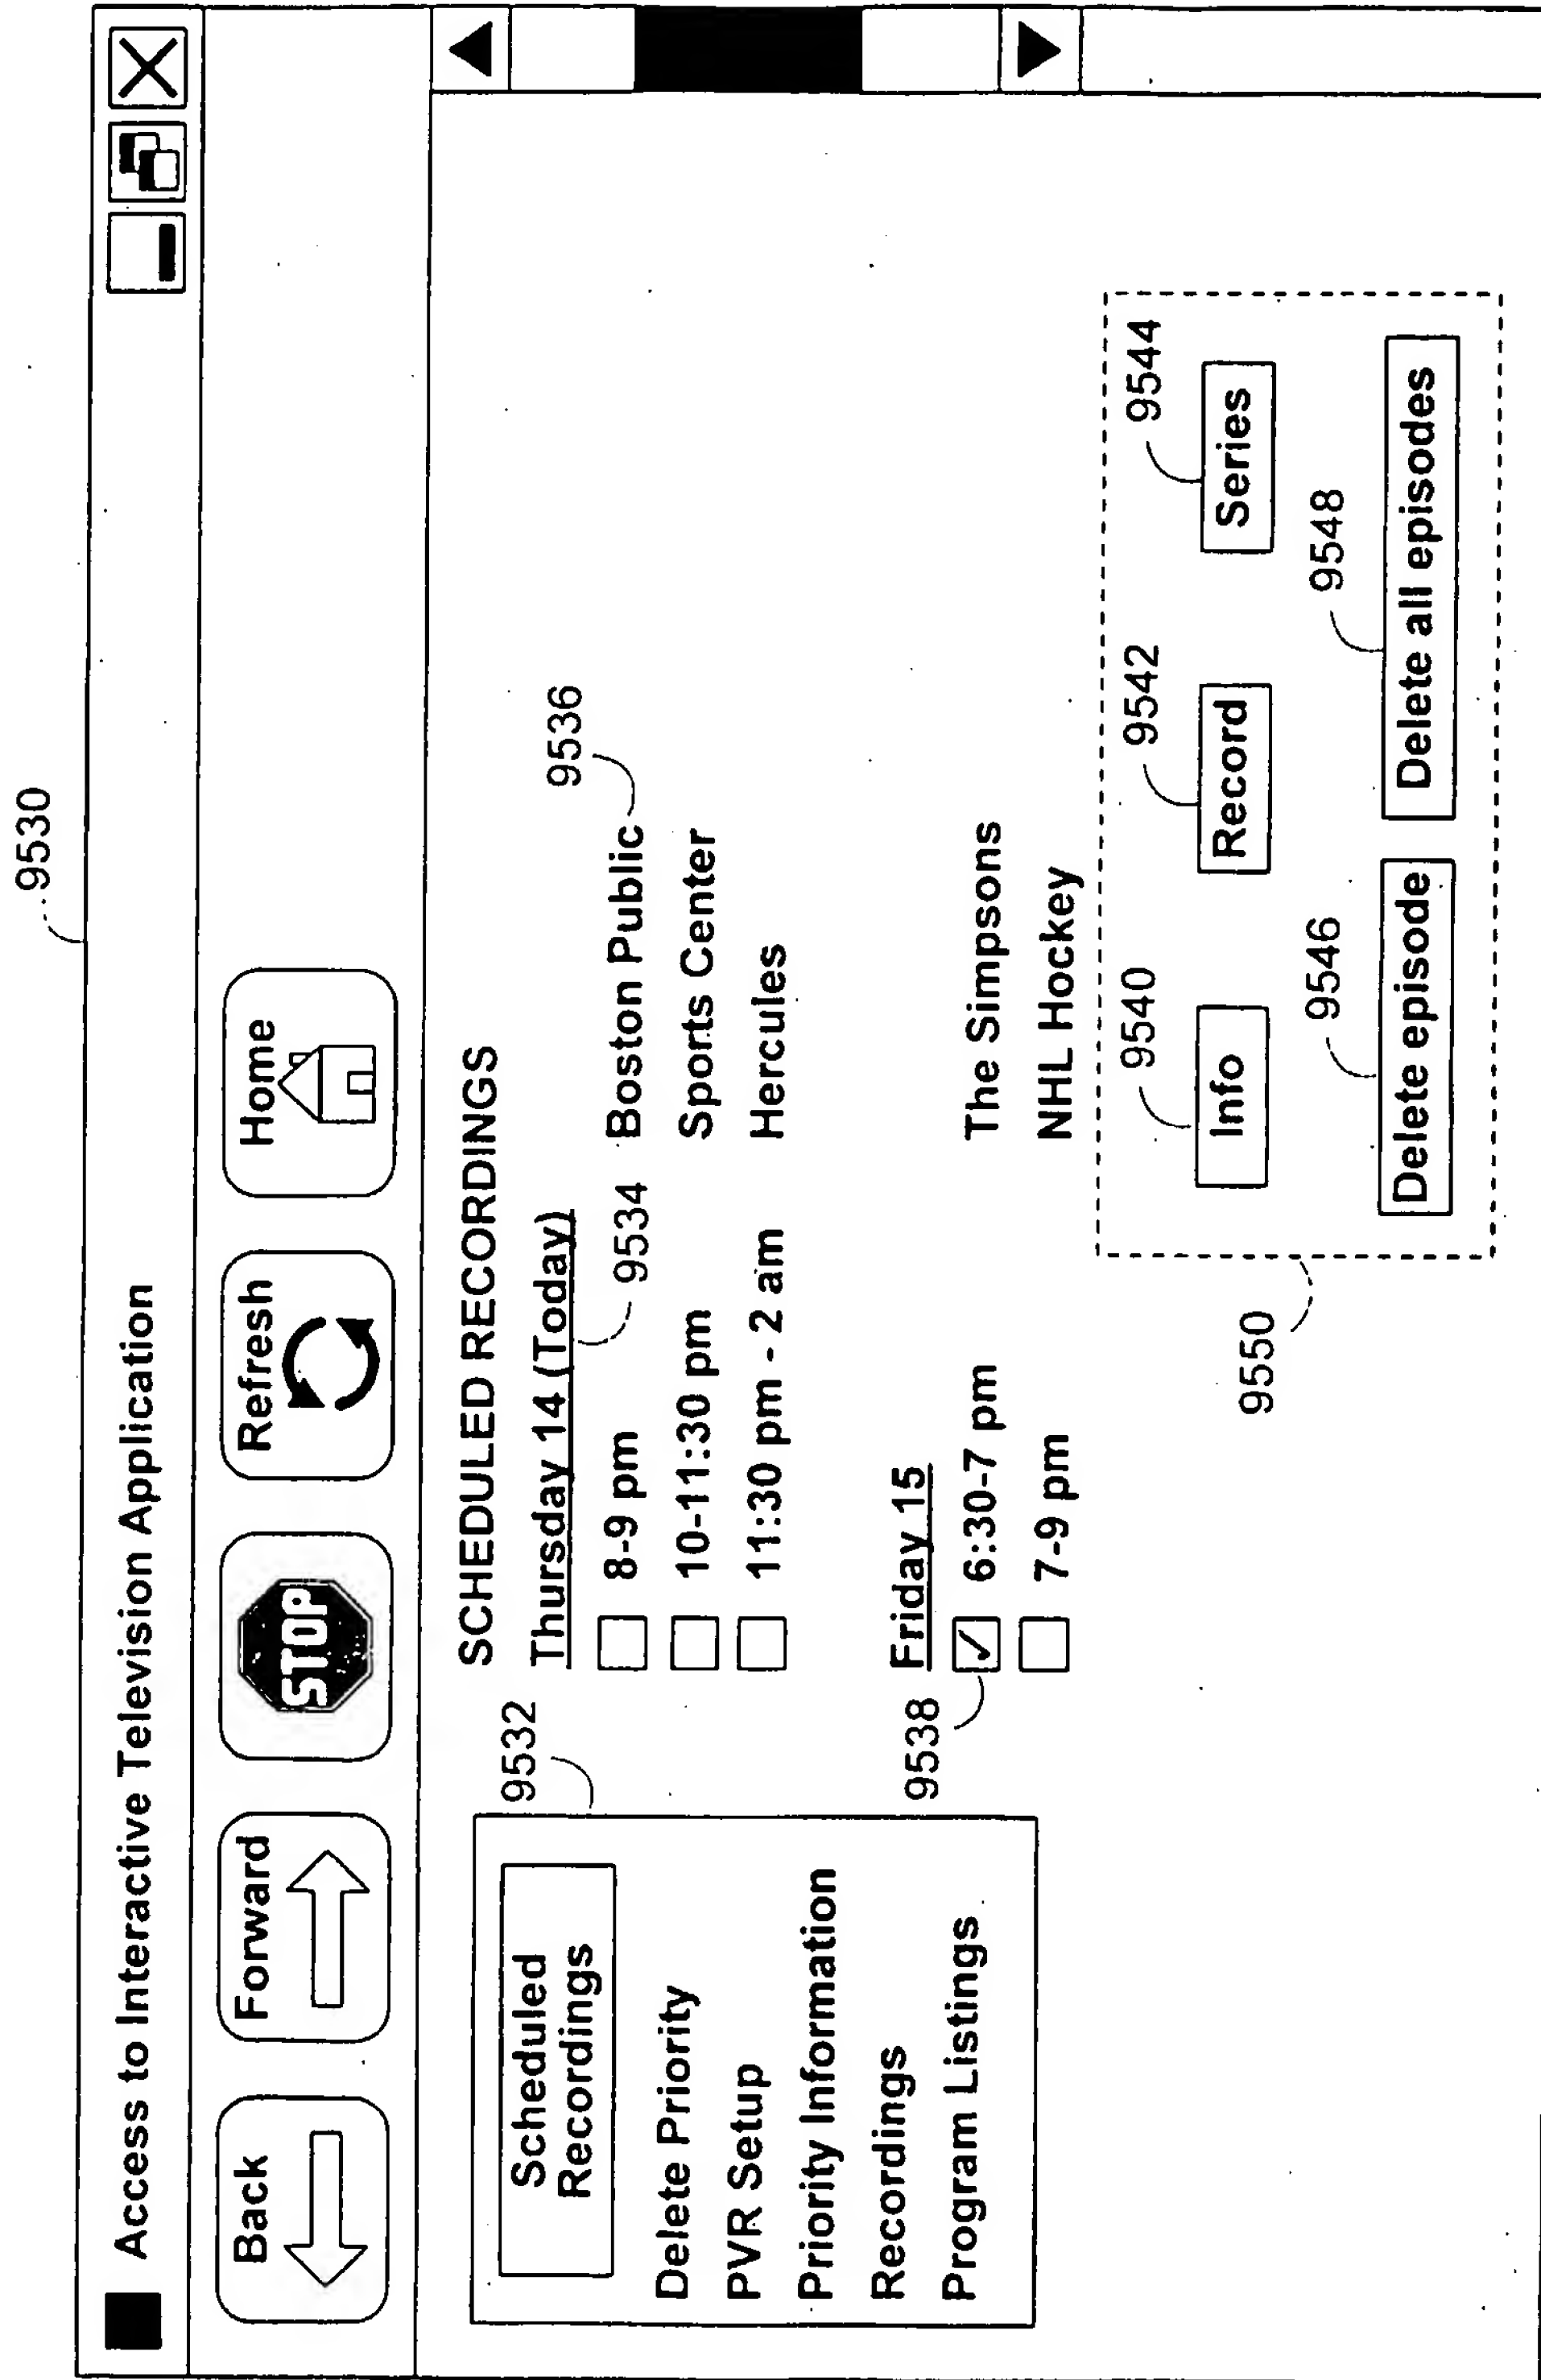 9530
Access to Interactive Television Application
Back
Forward
STOP
Refresh
Home
9532
Scheduled
Recordings
Delete Priority
PVR Setup
Priority Information
Recordings
Program Listings
SCHEDULED RECORDINGS
Thursday 14 (Today)
9534
9536
8-9 pm Boston Public
10-11:30 pm Sports Center
11:30 pm - 2 am Hercules
Friday 15
9538
6:30-7 pm The Simpsons
7-9 pm NHL Hockey
9540
9542
9544
Info
Record
Series
9546
9548
Delete episode
Delete all episodes
9550